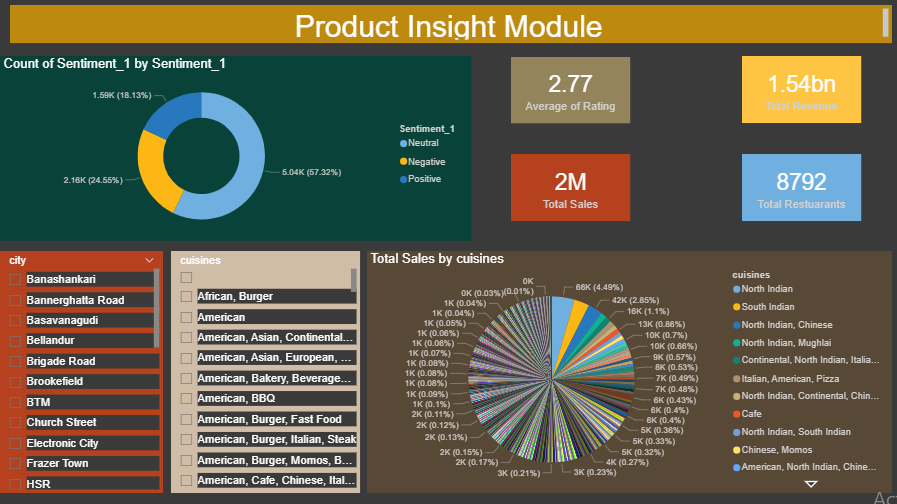 Product Insight Module
Count of Sentiment_1 by Sentiment_1
1.59K (18.13%)
2.16K (24.55%)
5.04K (57.32%)
Sentiment_1
Neutral
Negative
Positive
2.77
Average of Rating
1.54bn
Total Revenue
2M
Total Sales
8792
Total Restuarants
city
Banashankari
Bannerghatta Road
Basavanagudi
Bellandur
Brigade Road
Brookefield
BTM
Church Street
Electronic City
Frazer Town
HSR
cuisines
African, Burger
American
American, Asian, Continental...
American, Asian, European, ...
American, Bakery, Beverage...
American, BBQ
American, Burger, Fast Food
American, Burger, Italian, Steak
American, Burger, Momos, B...
American, Cafe, Chinese, Ital...
Total Sales by cuisines
0K
0K (0.03%)
(0.01%)
1K (0.04%)
1K (0.04%)
1K (0.05%)
1K (0.06%)
1K (0.06%)
1K (0.07%)
1K (0.08%)
1K (0.08%)
1K (0.08%)
1K (0.09%)
1K (0.1%)
2K (0.11%)
2K (0.12%)
2K (0.13%)
2K (0.15%)
2K (0.17%)
3K (0.21%)
66K (4.49%)
42K (2.85%)
16K (1.1%)
13K (0.86%)
10K (0.7%)
10K (0.66%)
9K (0.57%)
8K (0.53%)
7K (0.49%)
7K (0.48%)
6K (0.43%)
6K (0.4%)
6K (0.4%)
5K (0.36%)
5K (0.33%)
5K (0.32%)
4K (0.27%)
3K (0.23%)
cuisines
North Indian
South Indian
North Indian, Chinese
North Indian, Mughlai
Continental, North Indian, Italia...
Italian, American, Pizza
North Indian, Continental, Chin...
Cafe
North Indian, South Indian
Chinese, Momos
American, North Indian, Chine...